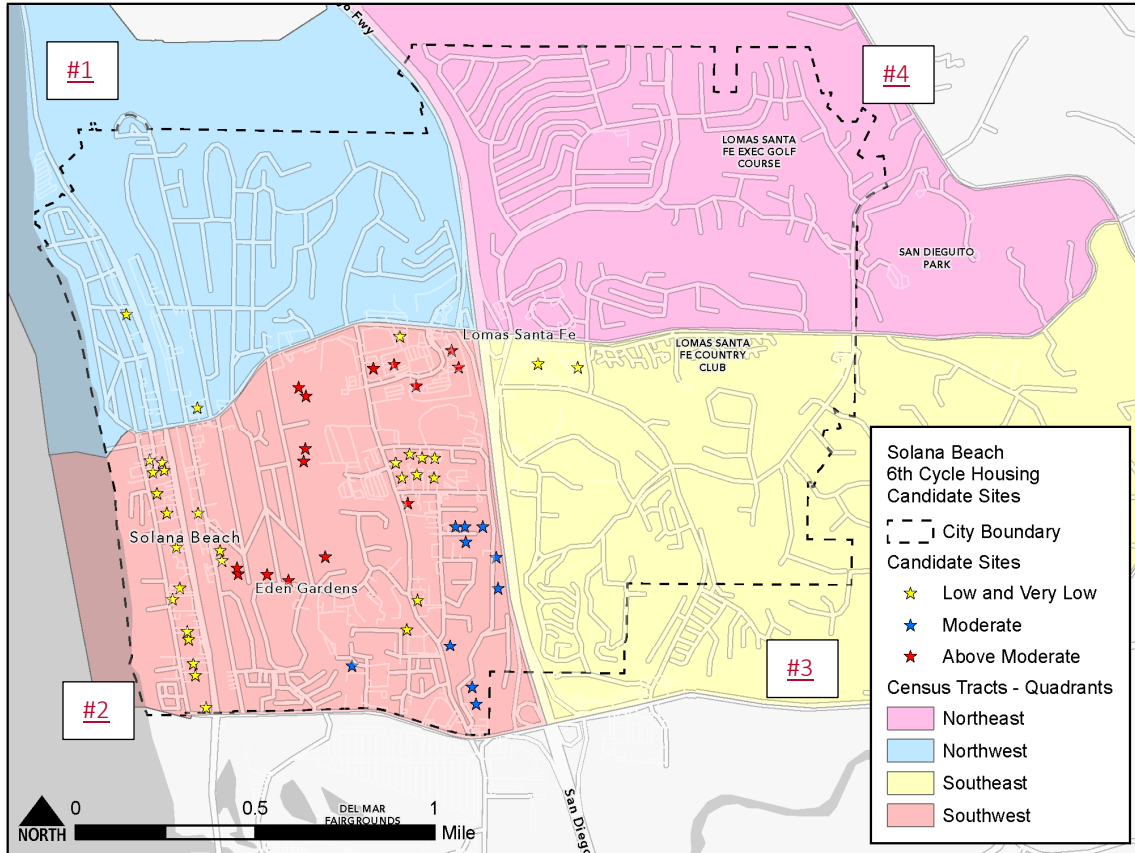 o Fwy
#1
#4
LOMAS SANTA
FE EXEC GOLF
COURSE
SAN DIEGUITO
PARK
Lomas Santa Fe
LOMAS SANTA
FE COUNTRY
CLUB
Solana Beach
Eden Gardens
#2
#3
Solana Beach
6th Cycle Housing
Candidate Sites
City Boundary
Candidate Sites
Low and Very Low
Moderate
Above Moderate
Census Tracts - Quadrants
Northeast
Northwest
Southeast
Southwest
San Diego
NORTH
0 0.5 1
DEL MAR
FAIRGROUNDS
Mile